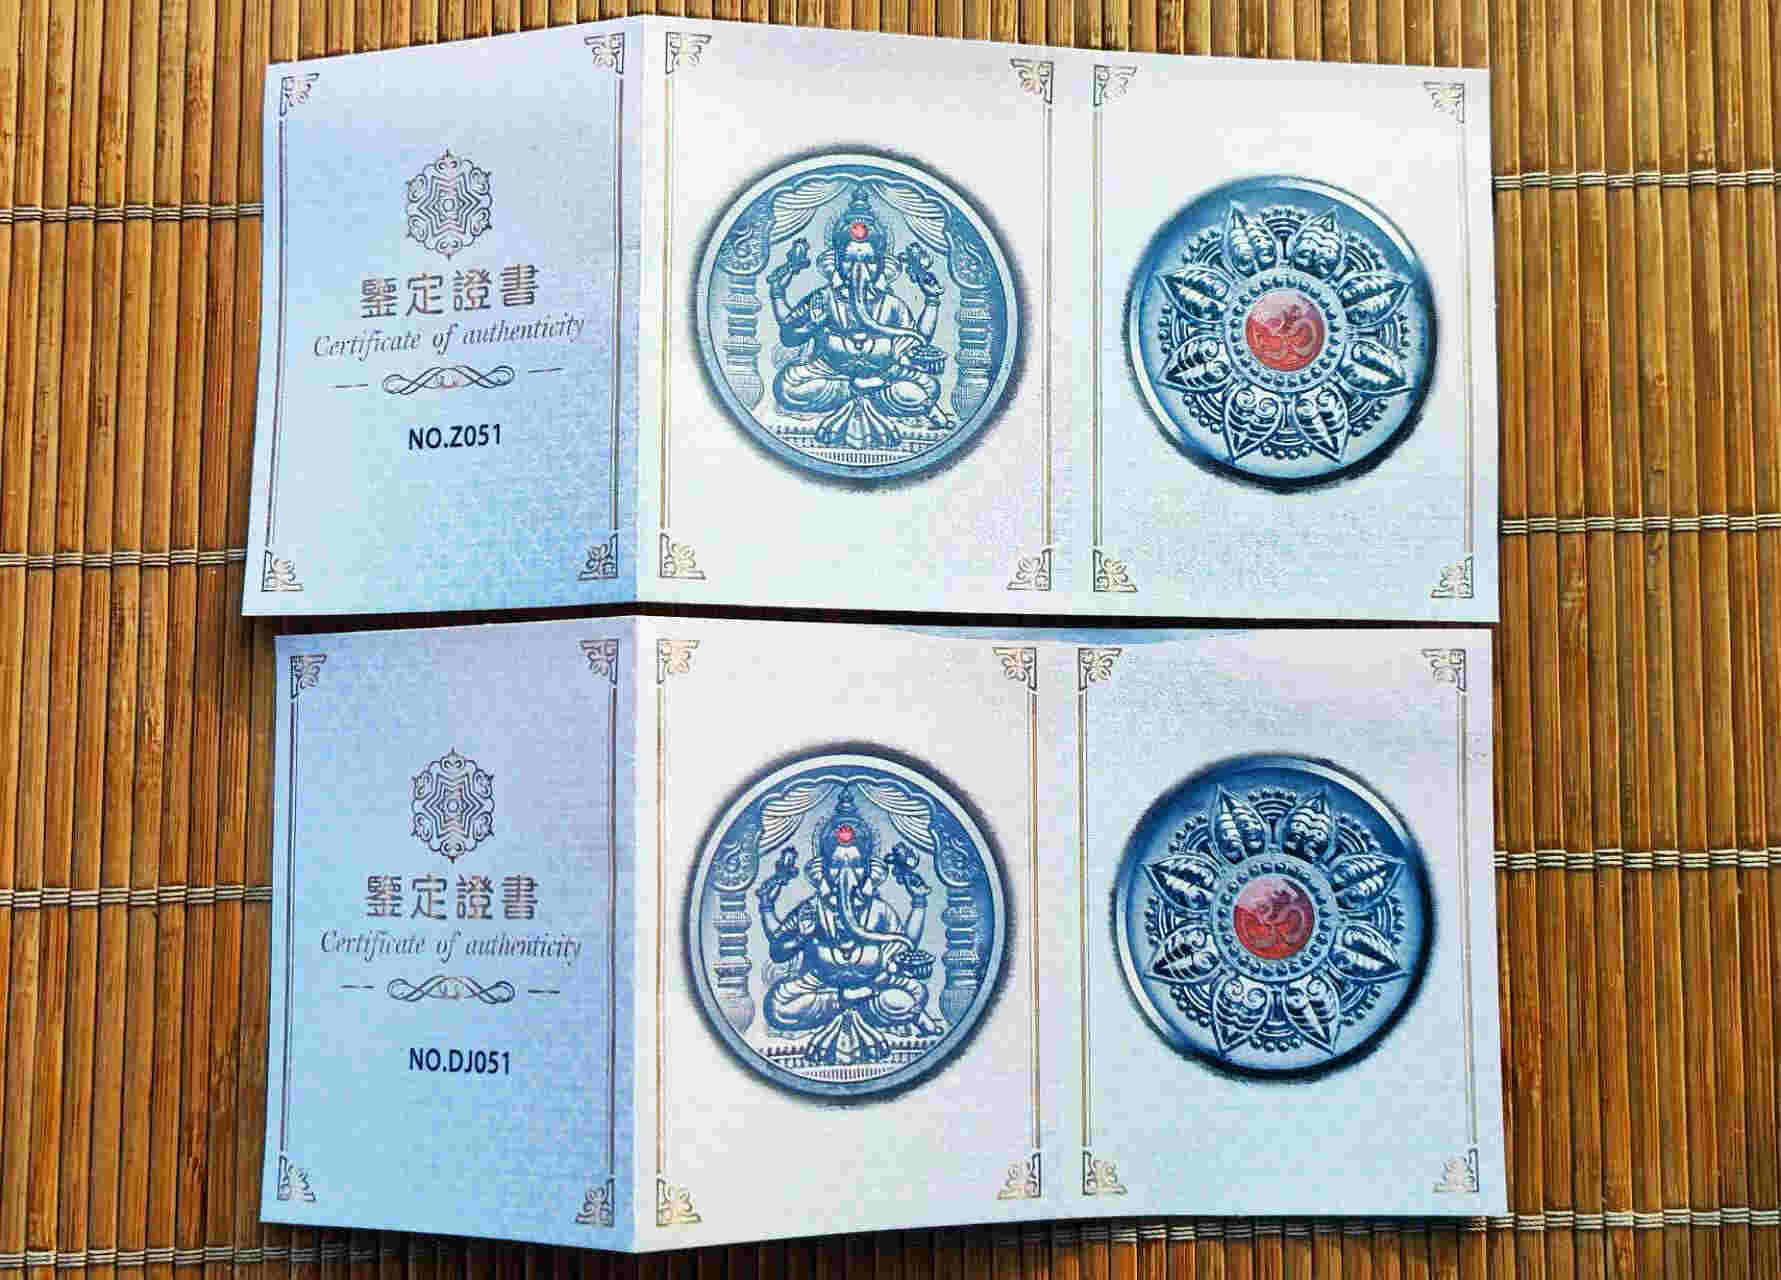 鑒定證書
Certificate of authenticity
NO.Z051
ॐ
鑒定證書
Certificate of authenticity
NO.DJ051
ॐ